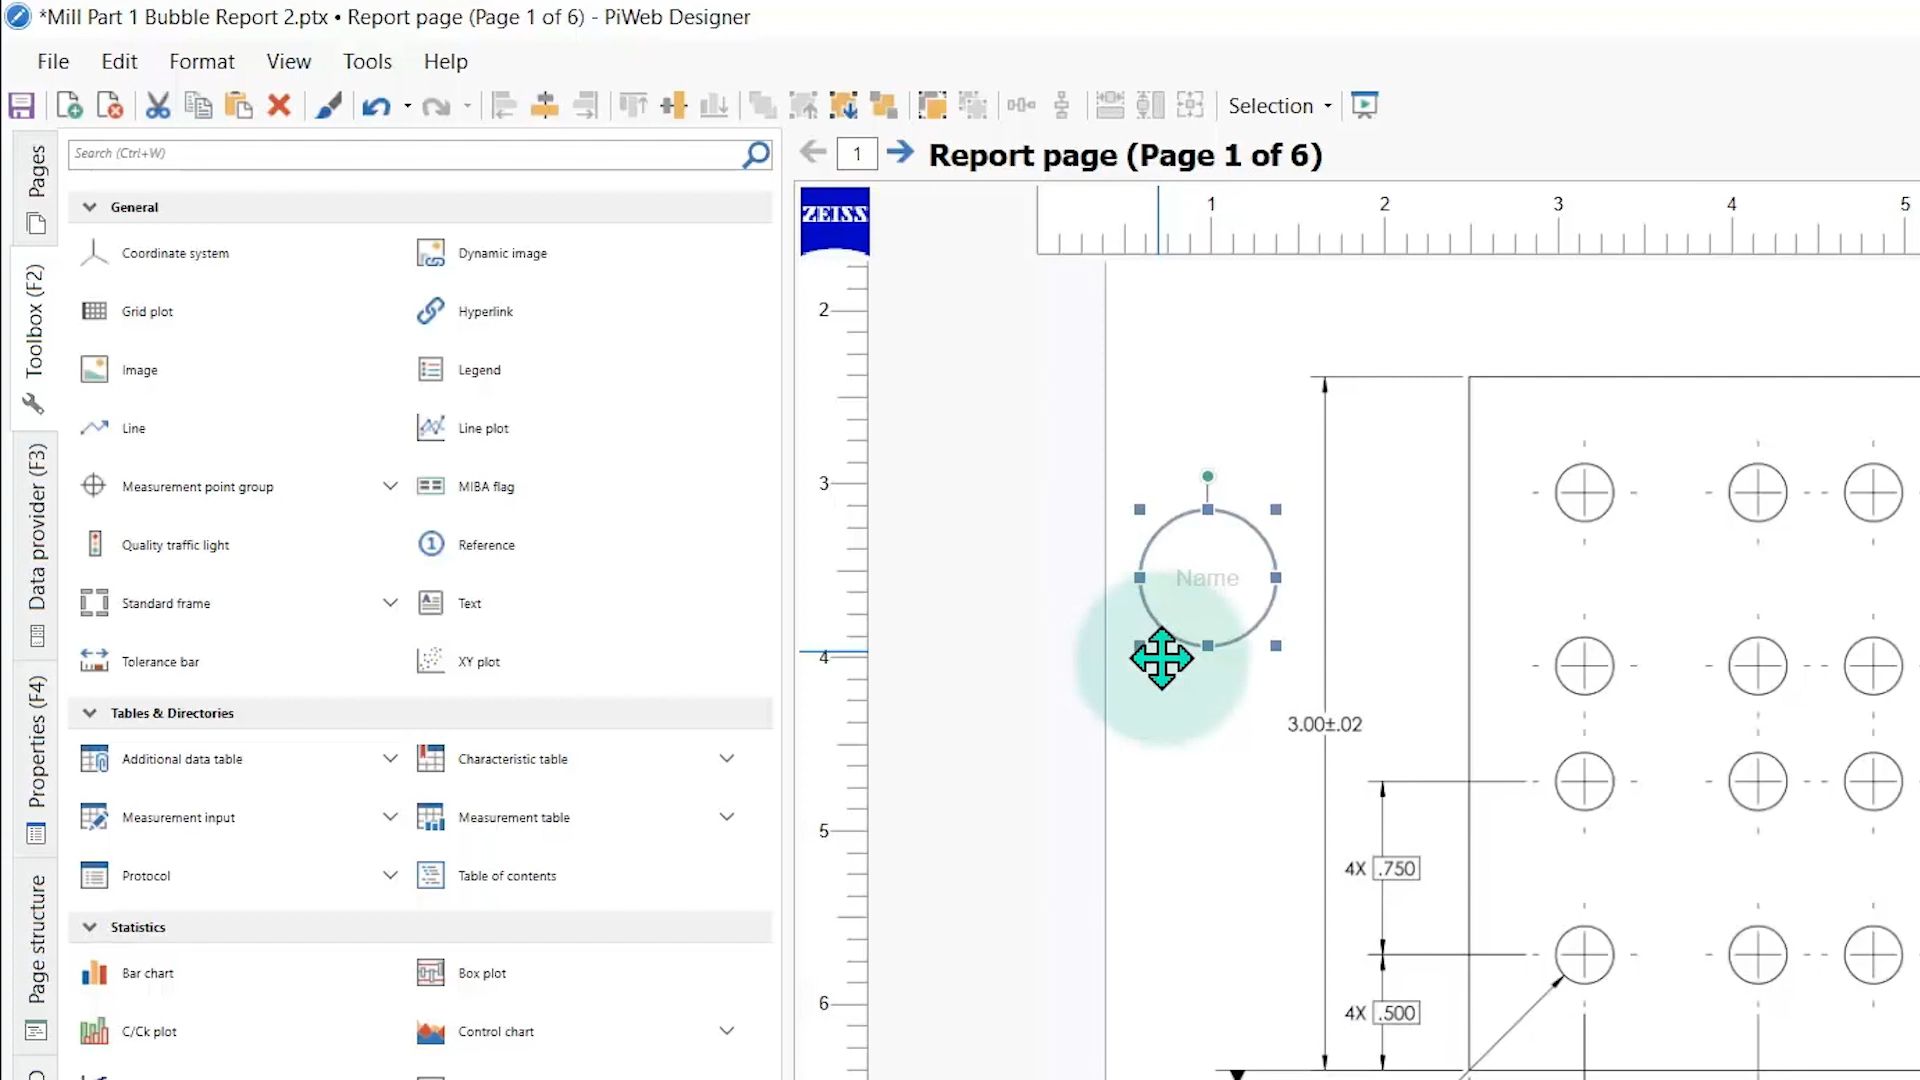 *Mill Part 1 Bubble Report 2.ptx • Report page (Page 1 of 6) - PiWeb Designer
File Edit Format View Tools Help
Selection
Pages
Toolbox (F2)
Data provider (F3)
Properties (F4)
Page structure
Search (Ctrl+W)
General
Coordinate system Dynamic image
Grid plot Hyperlink
Image Legend
Line Line plot
Measurement point group MIBA flag
Quality traffic light 1 Reference
Standard frame Text
Tolerance bar XY plot
Tables & Directories
Additional data table Characteristic table
Measurement input Measurement table
Protocol Table of contents
Statistics
Bar chart Box plot
C/Ck plot Control chart
1 Report page (Page 1 of 6)
ZEISS
1 2 3 4 5
2
3
4
5
6
Name
3.00±.02
4X .750
4X .500